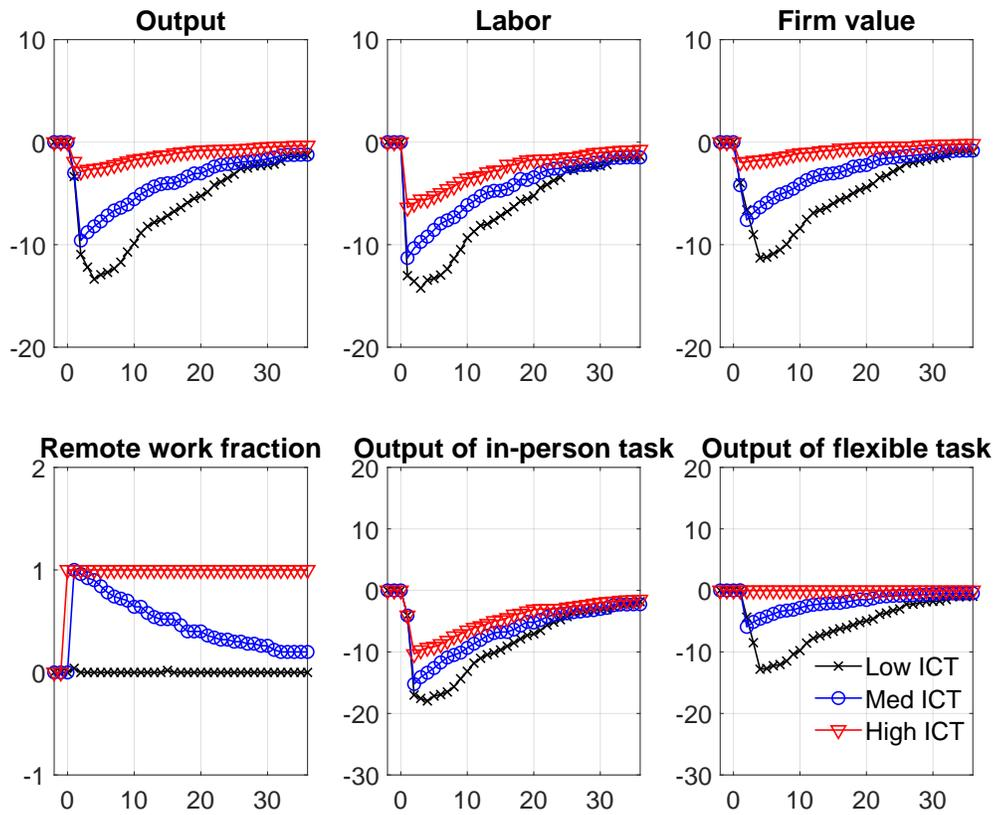 Output Labor Firm value
10 10 10
0 0 0
-10 -10 -10
-20 -20 -20
0 10 20 30 0 10 20 30 0 10 20 30
Remote work fraction Output of in-person task Output of flexible task
2 20 20
10 10
1
0 0
-10 -10
0 Low ICT
Med ICT
-20 -20
High ICT
-1 -30 -30
0 10 20 30 0 10 20 30 0 10 20 30